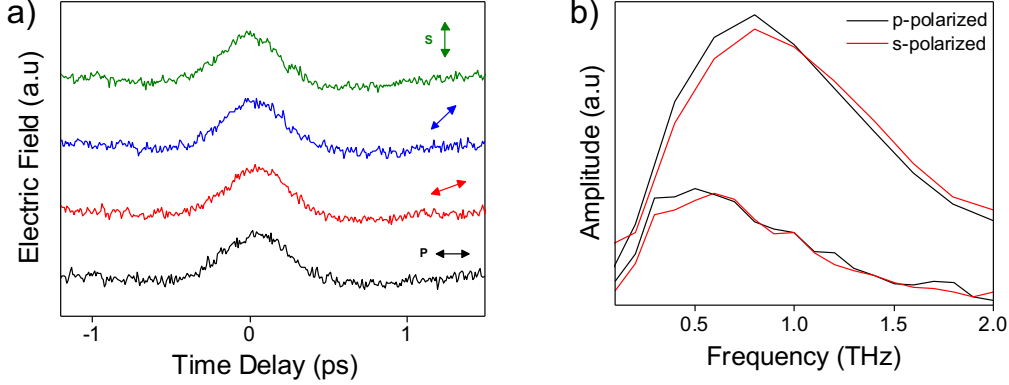 a)
Electric Field (a.u)
S
P
-1 0 1
Time Delay (ps)
b)
Amplitude (a.u)
p-polarized
s-polarized
0.5 1.0 1.5 2.0
Frequency (THz)